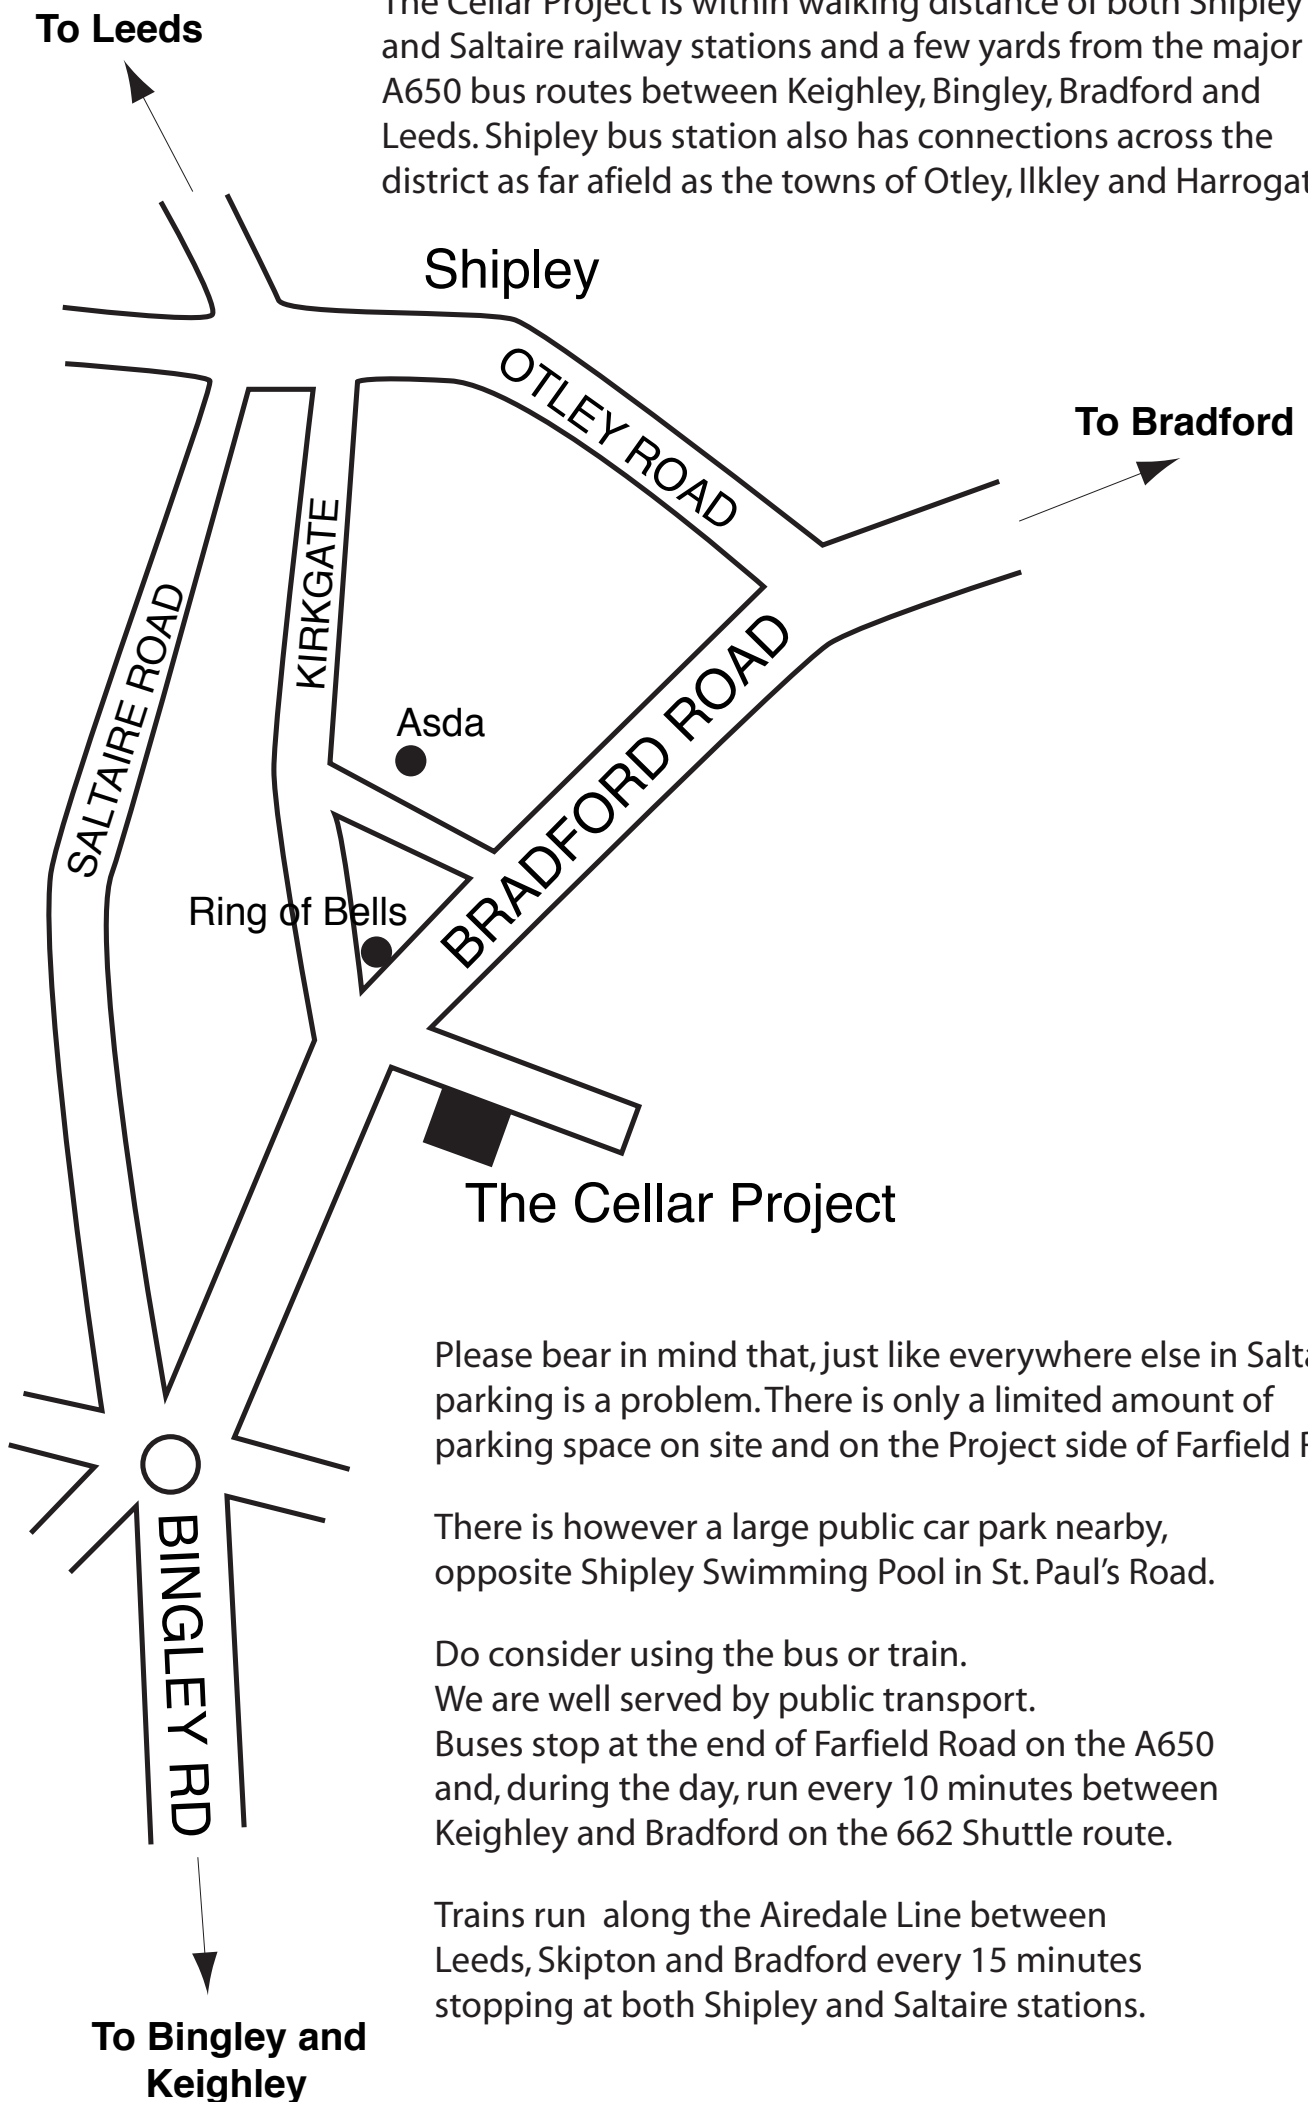 To Leeds
The Cellar Project is within walking distance of both Shipley
and Saltaire railway stations and a few yards from the major
A650 bus routes between Keighley, Bingley, Bradford and
Leeds. Shipley bus station also has connections across the
district as far afield as the towns of Otley, Ilkley and Harrogat
Shipley
OTLEY ROAD
To Bradford
KIRKGATE
SALTAIRE ROAD
Asda
BRADFORD ROAD
Ring of Bells
The Cellar Project
Please bear in mind that, just like everywhere else in Salta
parking is a problem. There is only a limited amount of
parking space on site and on the Project side of Farfield
There is however a large public car park nearby,
opposite Shipley Swimming Pool in St. Paul's Road.
Do consider using the bus or train.
We are well served by public transport.
Buses stop at the end of Farfield Road on the A650
and, during the day, run every 10 minutes between
Keighley and Bradford on the 662 Shuttle route.
Trains run along the Airedale Line between
Leeds, Skipton and Bradford every 15 minutes
stopping at both Shipley and Saltaire stations.
BINGLEY RD
To Bingley and
Keighley